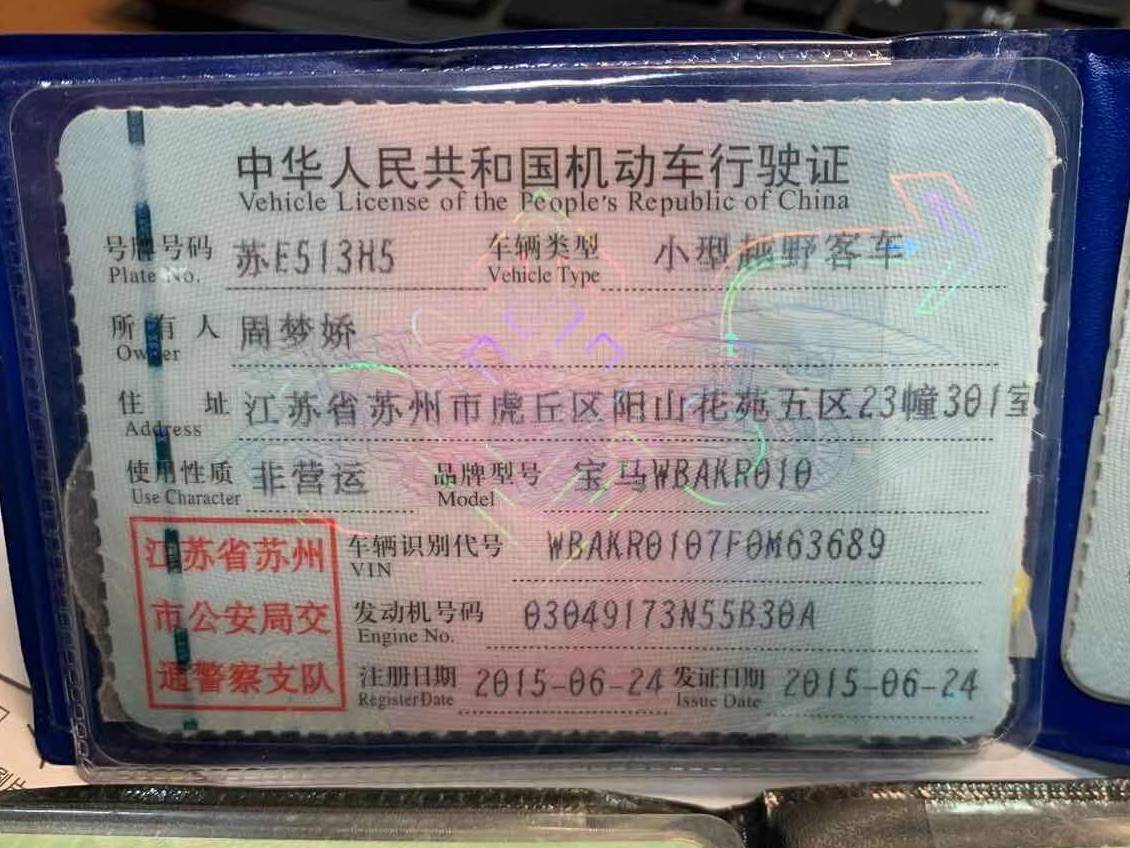 中华人民共和国机动车行驶证
Vehicle License of the People's Republic of China
号牌号码 苏E513H5 车辆类型 小型越野客车
Plate No. Vehicle Type
所有人 周梦娇
Owner
住址 江苏省苏州市虎丘区阳山花苑五区23幢301室
Address
使用性质 非营运 品牌型号 宝马WBAKR010
Use Character Model
江苏省苏州
市公安局交
通警察支队
车辆识别代号 WBAKR0107F0M63689
VIN
发动机号码 03049173N55B30A
Engine No.
注册日期 2015-06-24 发证日期 2015-06-24
Register Date Issue Date